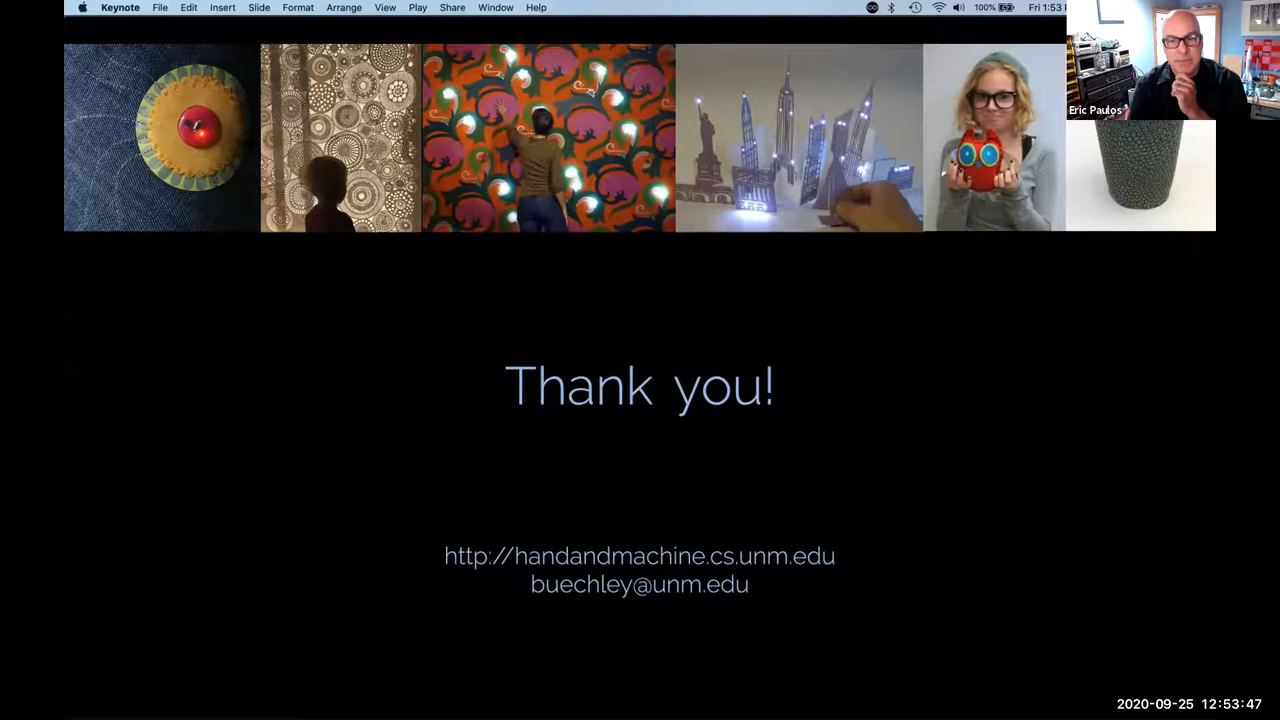 Keynote File Edit Insert Slide Format Arrange View Play Share Window Help 100% Fri 1:53
Eric Paulos
Thank you!
http://handandmachine.cs.unm.edu
buechley@unm.edu
2020-09-25 12:53:47